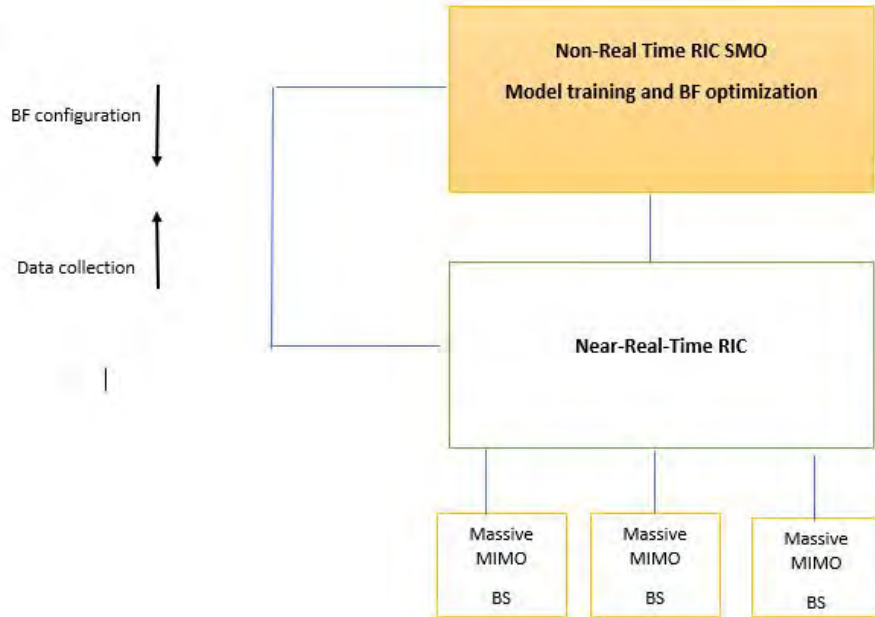 Non-Real Time RIC SMO
Model training and BF optimization
BF configuration
Data collection
Near-Real-Time RIC
Massive
MIMO
BS
Massive
MIMO
BS
Massive
MIMO
BS